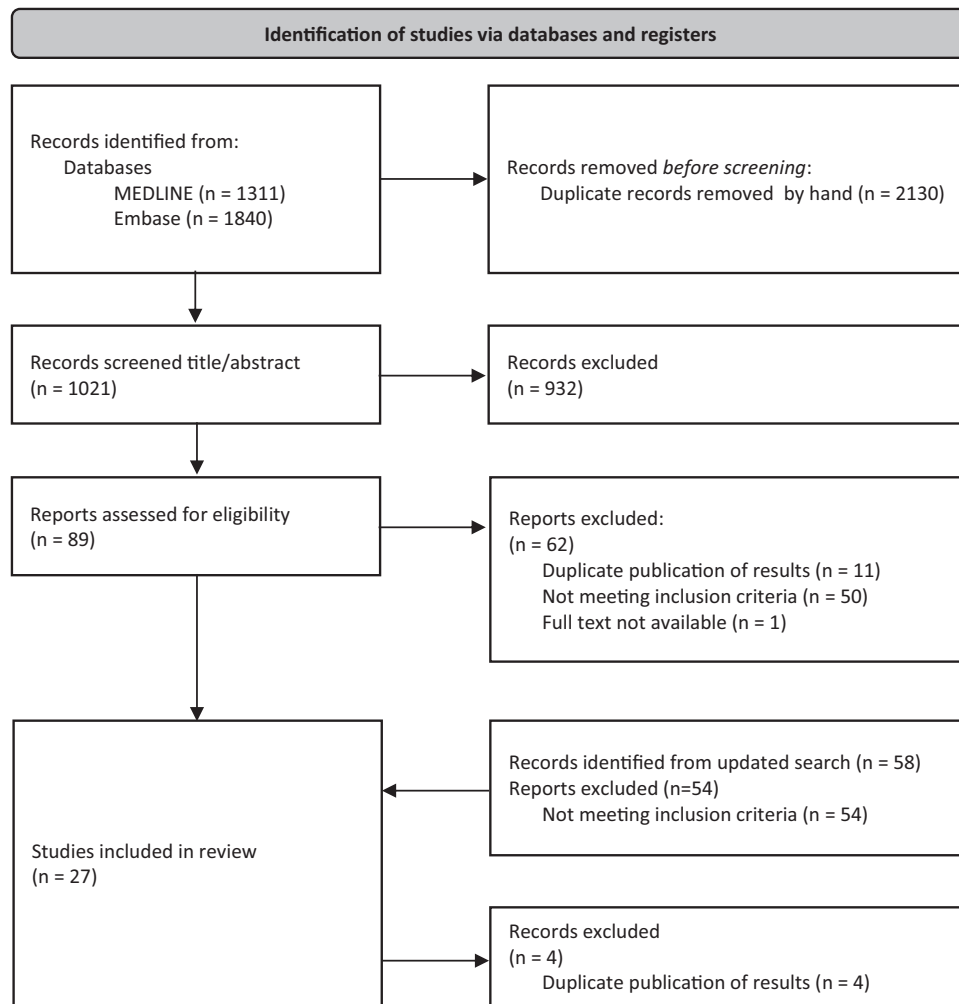 Identification of studies via databases and registers
Records identified from:
Databases
MEDLINE (n = 1311)
Embase (n = 1840)
Records removed before screening:
Duplicate records removed by hand (n = 2130)
Records screened title/abstract
(n = 1021)
Records excluded
(n = 932)
Reports assessed for eligibility
(n = 89)
Reports excluded:
(n = 62)
Duplicate publication of results (n = 11)
Not meeting inclusion criteria (n = 50)
Full text not available (n = 1)
Records identified from updated search (n = 58)
Reports excluded (n=54)
Not meeting inclusion criteria (n = 54)
Studies included in review
(n = 27)
Records excluded
(n = 4)
Duplicate publication of results (n = 4)